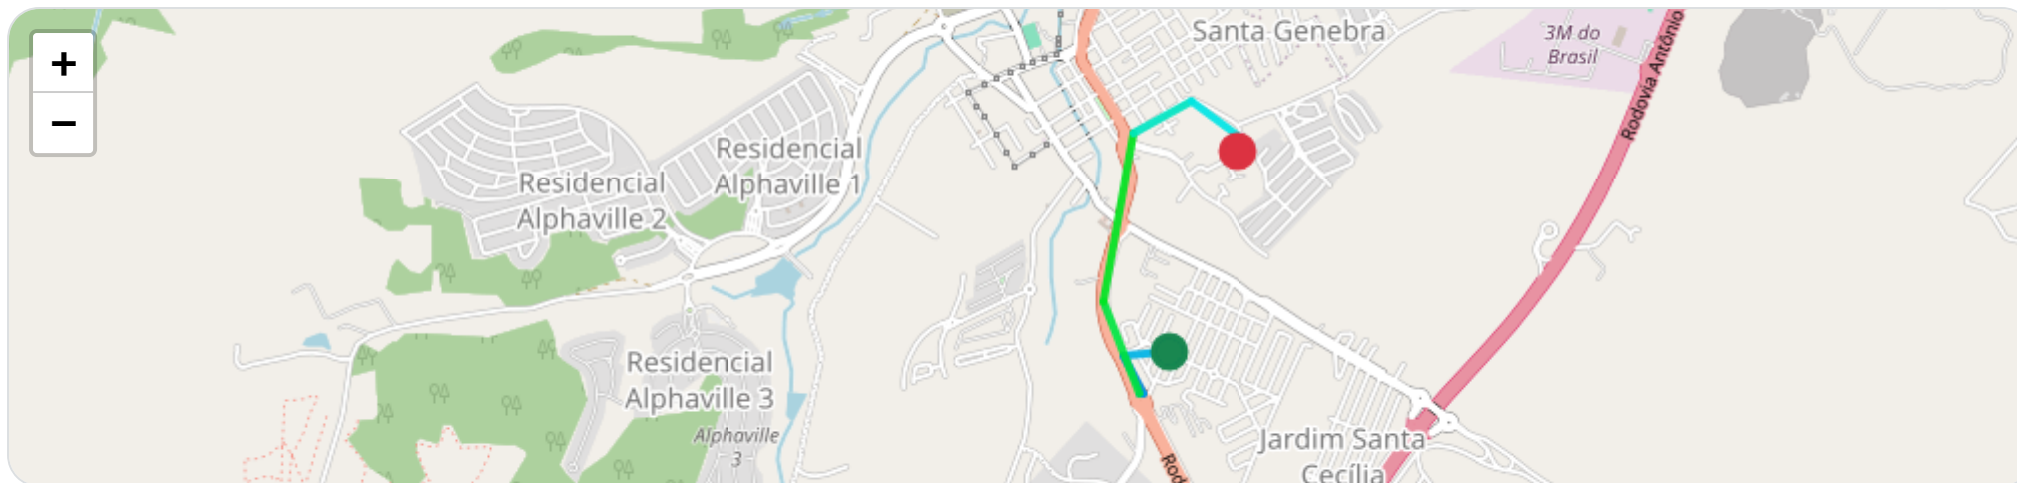 +
−
Santa Genebra
3M do
Brasil
Rodovia Antônio
Residencial
Alphaville 1
Residencial
Alphaville 2
Residencial
Alphaville 3
Alphaville
3
Jardim Santa
Cecília
Rod